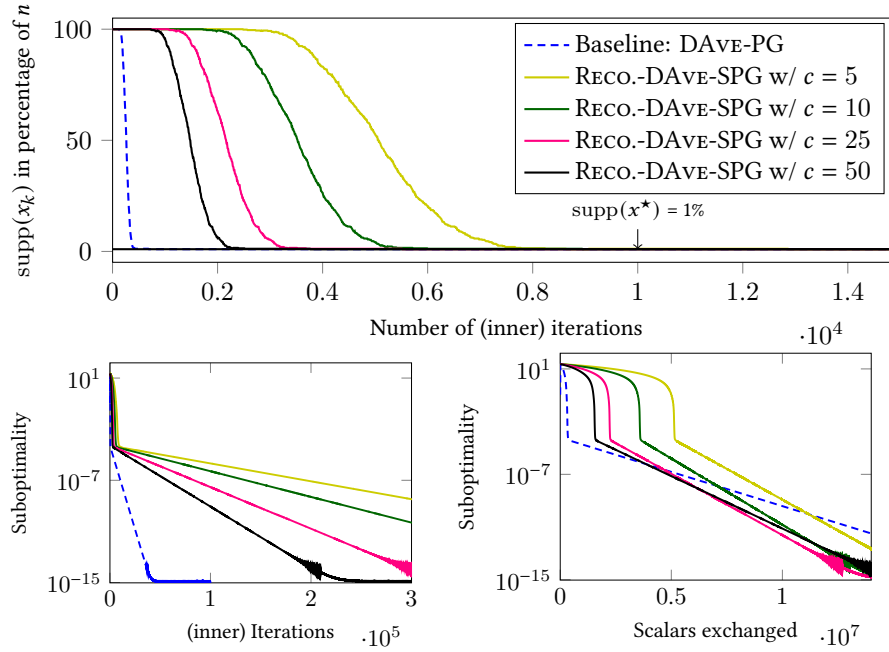 supp(x_k) in percentage of n
100
50
0
Baseline: DAVE-PG
RECO.-DAVE-SPG w/ c = 5
RECO.-DAVE-SPG w/ c = 10
RECO.-DAVE-SPG w/ c = 25
RECO.-DAVE-SPG w/ c = 50
supp(x★) = 1%
0 0.2 0.4 0.6 0.8 1 1.2 1.4
Number of (inner) iterations
·10^4
Suboptimality
10^1
10^−7
10^−15
0 1 2 3
(inner) Iterations
·10^5
Suboptimality
10^1
10^−7
10^−15
0 0.5 1
Scalars exchanged
·10^7